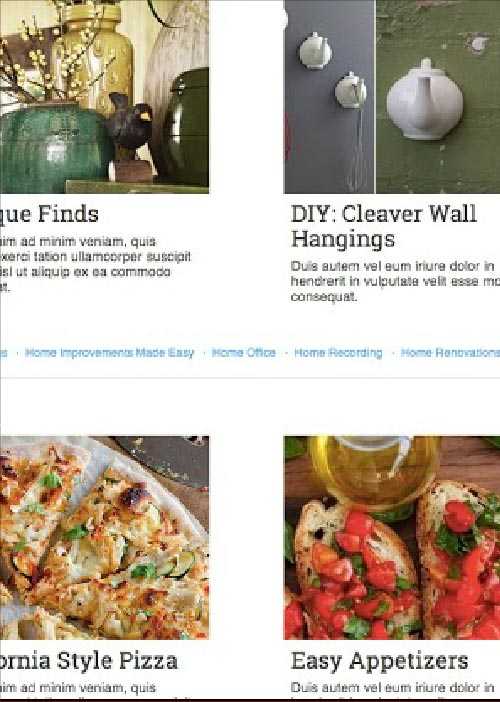 que Finds
im ad minim veniam, quis
exerci tation ullamcorper suscipit
isl ut aliquip ex ea commodo
at.
DIY: Cleaver Wall
Hangings
Duis autem vel eum iriure dolor in
hendrerit in vulputate velit esse mo
consequat.
s · Home Improvements Made Easy · Home Office · Home Recording · Home Renovations
ornia Style Pizza
im ad minim veniam, quis
Easy Appetizers
Duis autem vel eum iriure dolor in